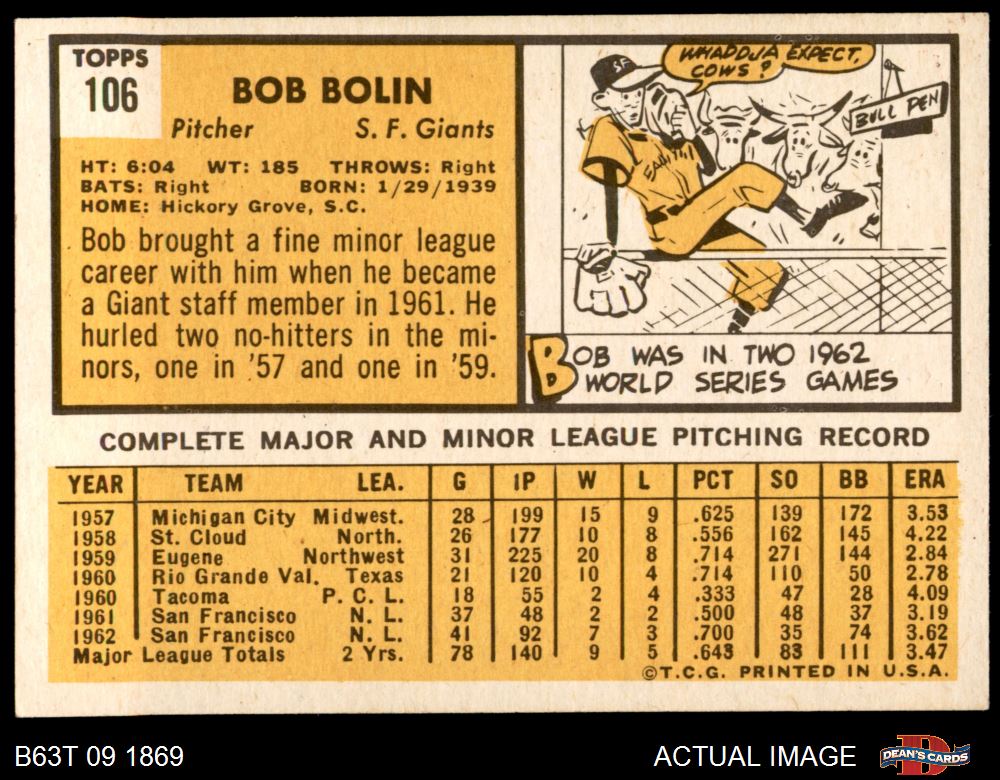 TOPPS
106
BOB BOLIN
Pitcher S. F. Giants
HT: 6:04 WT: 185 THROWS: Right
BATS: Right BORN: 1/29/1939
HOME: Hickory Grove, S.C.
Bob brought a fine minor league
career with him when he became
a Giant staff member in 1961. He
hurled two no-hitters in the mi-
nors, one in '57 and one in '59.
WHADDJA EXPECT,
COWS?
SF
BULL PEN
BOB WAS IN TWO 1962
WORLD SERIES GAMES
COMPLETE MAJOR AND MINOR LEAGUE PITCHING RECORD
YEAR TEAM LEA. G IP W L PCT SO BB ERA
1957 Michigan City Midwest. 28 199 15 9 .625 139 172 3.53
1958 St. Cloud North. 26 177 10 8 .556 162 145 4.22
1959 Eugene Northwest 31 225 20 8 .714 271 144 2.84
1960 Rio Grande Val. Texas 21 120 10 4 .714 110 50 2.78
1960 Tacoma P. C. L. 18 55 2 4 .333 47 28 4.09
1961 San Francisco N. L. 37 48 2 2 .500 48 37 3.19
1962 San Francisco N. L. 41 92 7 3 .700 35 74 3.62
Major League Totals 2 Yrs. 78 140 9 5 .643 83 111 3.47
©T.C.G. PRINTED IN U.S.A.
B63T 09 1869 ACTUAL IMAGE DEAN'S CARDS